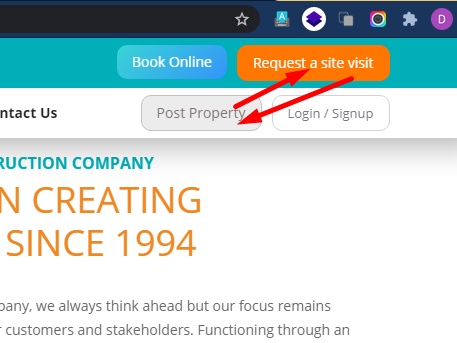 D
Book Online
Request a site visit
ntact Us
Post Property
Login / Signup
RUCTION COMPANY
N CREATING
SINCE 1994
pany, we always think ahead but our focus remains
r customers and stakeholders. Functioning through an